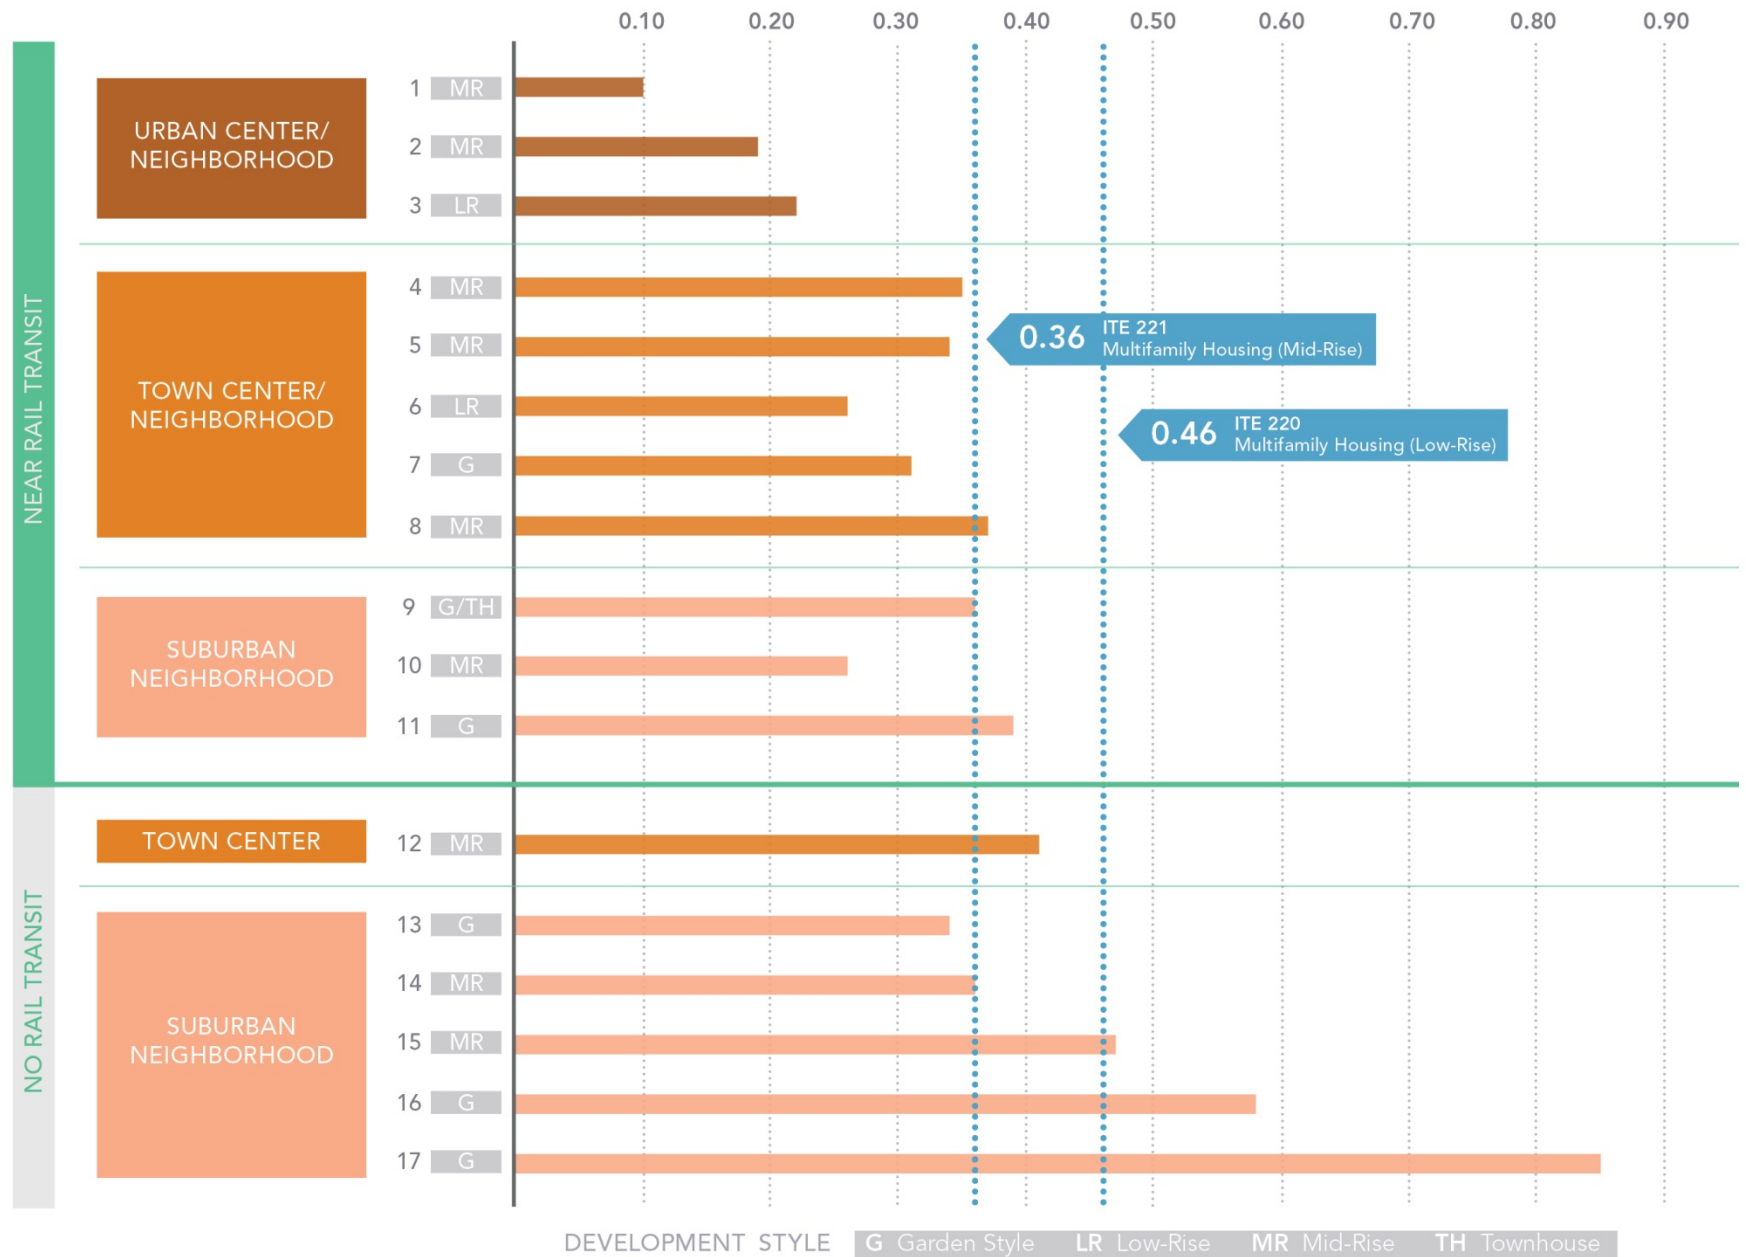 0.10 0.20 0.30 0.40 0.50 0.60 0.70 0.80 0.90
NEAR RAIL TRANSIT
URBAN CENTER/
NEIGHBORHOOD
1 MR
2 MR
3 LR
TOWN CENTER/
NEIGHBORHOOD
4 MR
5 MR
6 LR
7 G
8 MR
0.36 ITE 221
Multifamily Housing (Mid-Rise)
0.46 ITE 220
Multifamily Housing (Low-Rise)
SUBURBAN
NEIGHBORHOOD
9 G/TH
10 MR
11 G
NO RAIL TRANSIT
TOWN CENTER
12 MR
SUBURBAN
NEIGHBORHOOD
13 G
14 MR
15 MR
16 G
17 G
DEVELOPMENT STYLE G Garden Style LR Low-Rise MR Mid-Rise TH Townhouse